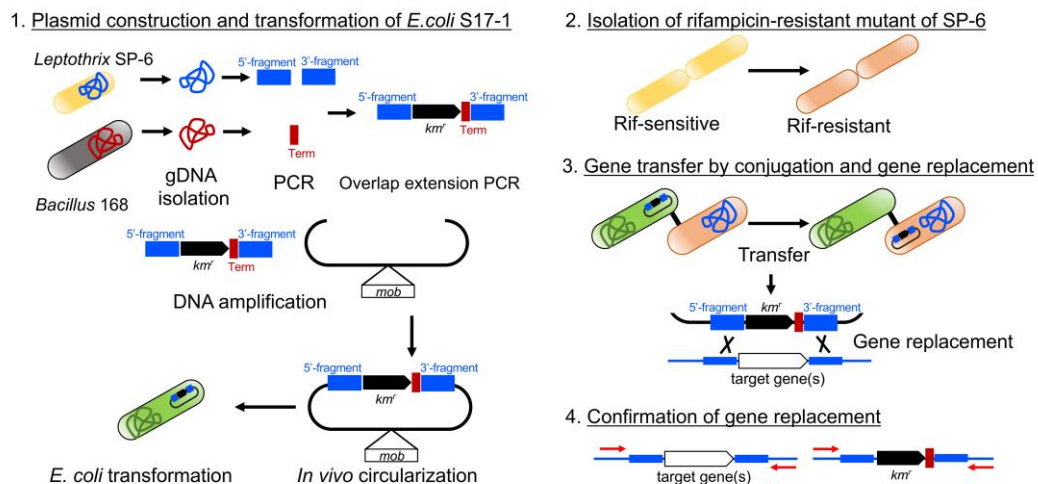 1. Plasmid construction and transformation of E.coli S17-1
Leptothrix SP-6
5'-fragment 3'-fragment
5'-fragment 3'-fragment
kmʳ Term
Term
Bacillus 168
gDNA
isolation
PCR
Overlap extension PCR
5'-fragment 3'-fragment
kmʳ Term
mob
DNA amplification
5'-fragment 3'-fragment
kmʳ
mob
E. coli transformation
In vivo circularization
2. Isolation of rifampicin-resistant mutant of SP-6
Rif-sensitive Rif-resistant
3. Gene transfer by conjugation and gene replacement
Transfer
5'-fragment kmʳ 3'-fragment
Gene replacement
target gene(s)
4. Confirmation of gene replacement
target gene(s)
kmʳ